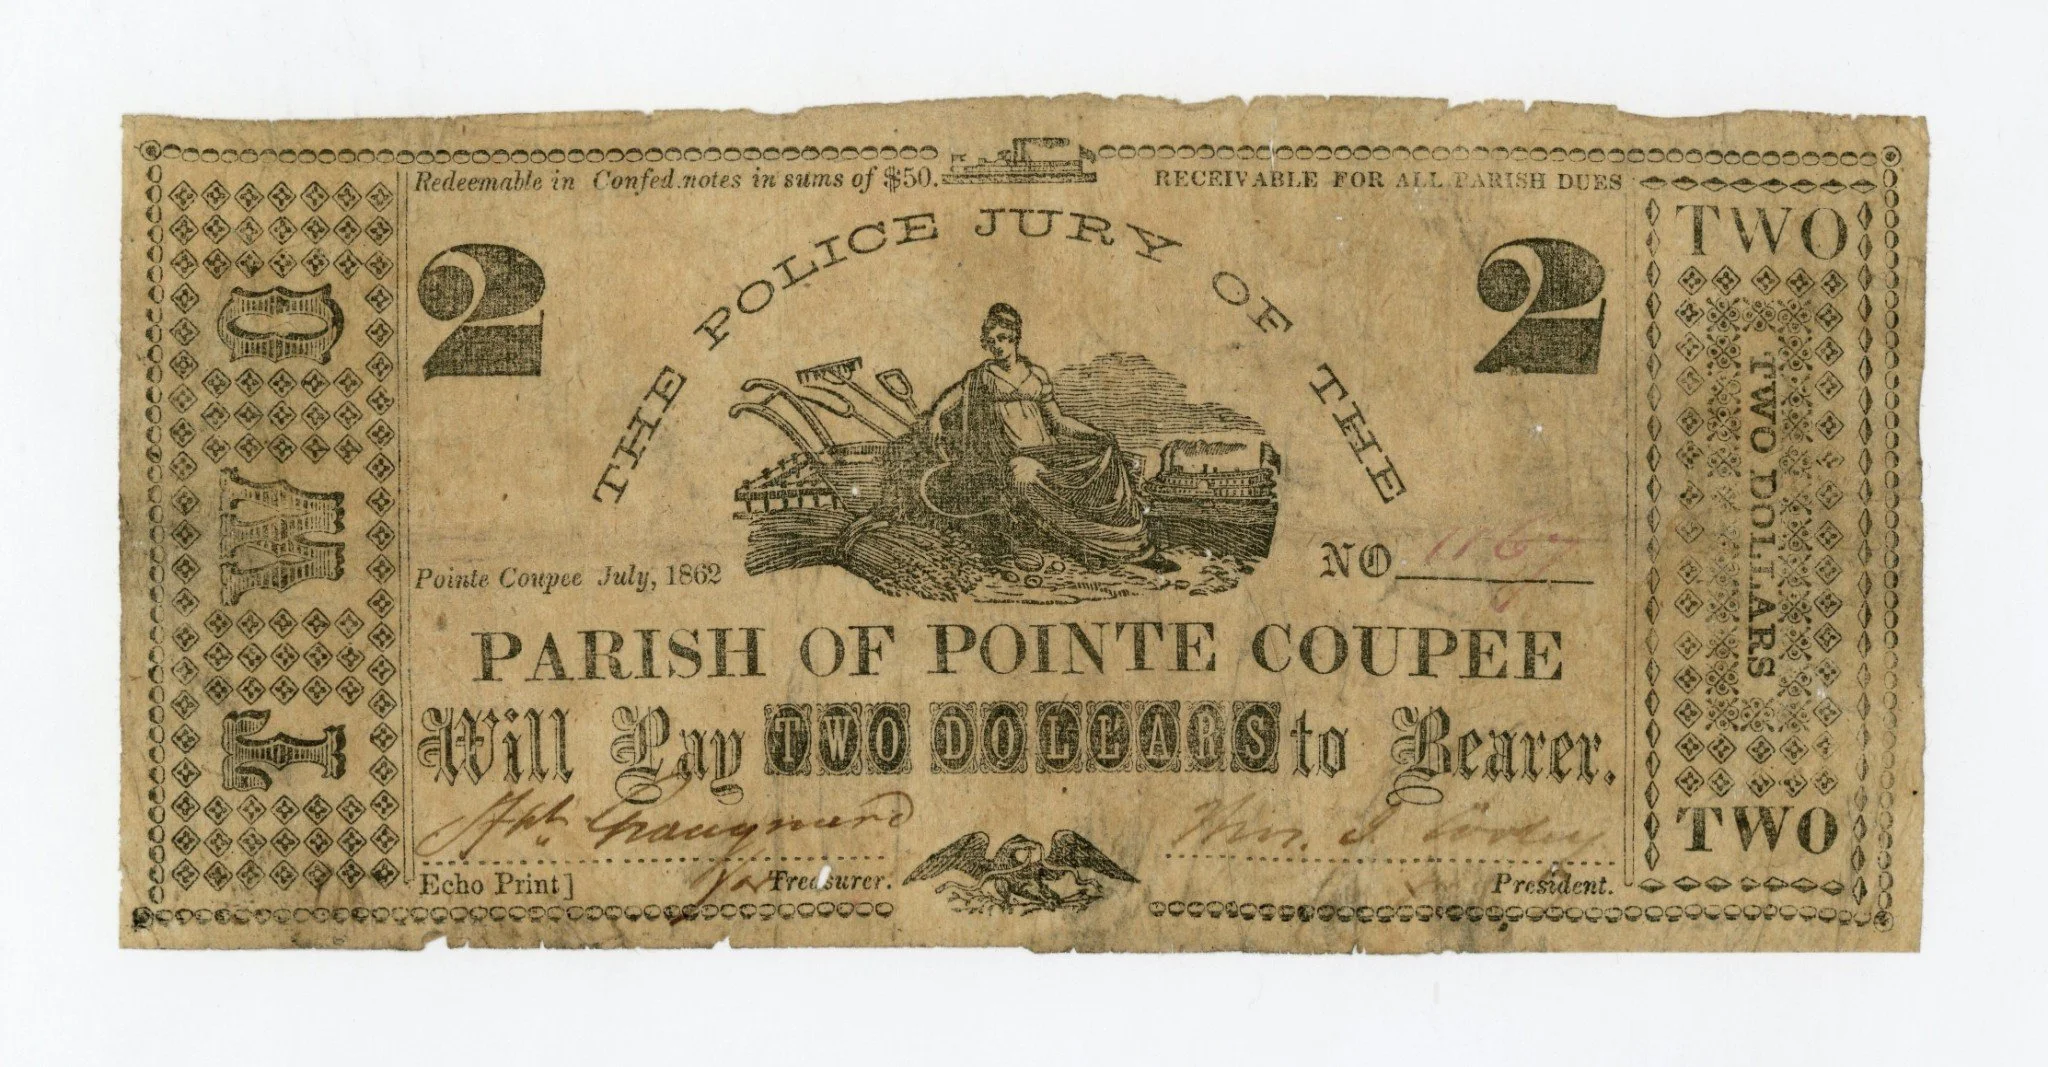 Redeemable in Confed. notes in sums of $50.
RECEIVABLE FOR ALL PARISH DUES
TWO
2
THE POLICE JURY OF THE
2
TWO
TWO DOLLARS
Pointe Coupee July, 1862
NO
PARISH OF POINTE COUPEE
Will Pay TWO DOLLARS to Bearer.
Wm. I.
Echo Print]
Treasurer.
President.
TWO